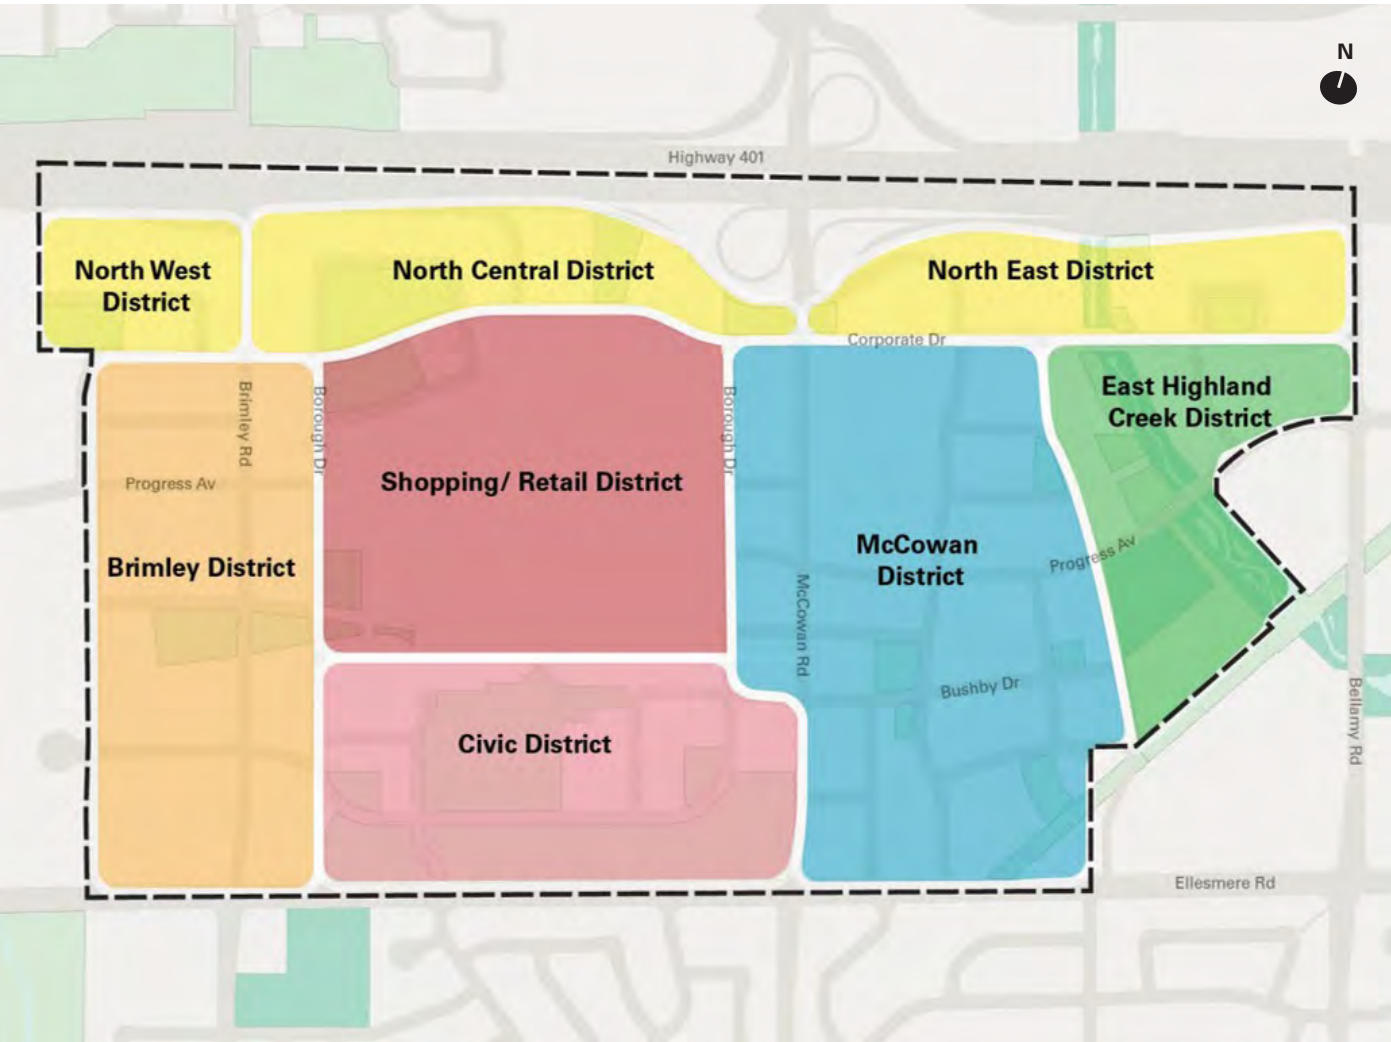 N
Highway 401
North West
District
North Central District
North East District
Corporate Dr
East Highland
Creek District
Brimley Rd
Borough Dr
Borough Dr
Shopping/ Retail District
Progress Av
McCowan
District
Progress Av
Brimley District
McCowan Rd
Bushby Dr
Bellamy Rd
Civic District
Ellesmere Rd